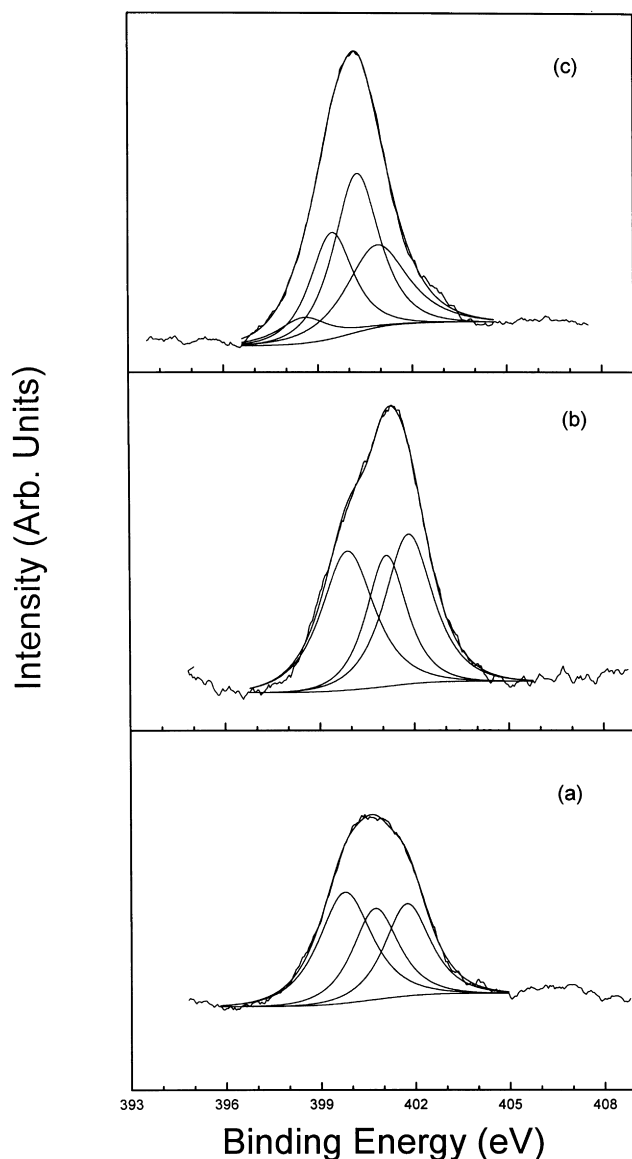 (c)
(b)
(a)
Intensity (Arb. Units)
393 396 399 402 405 408
Binding Energy (eV)